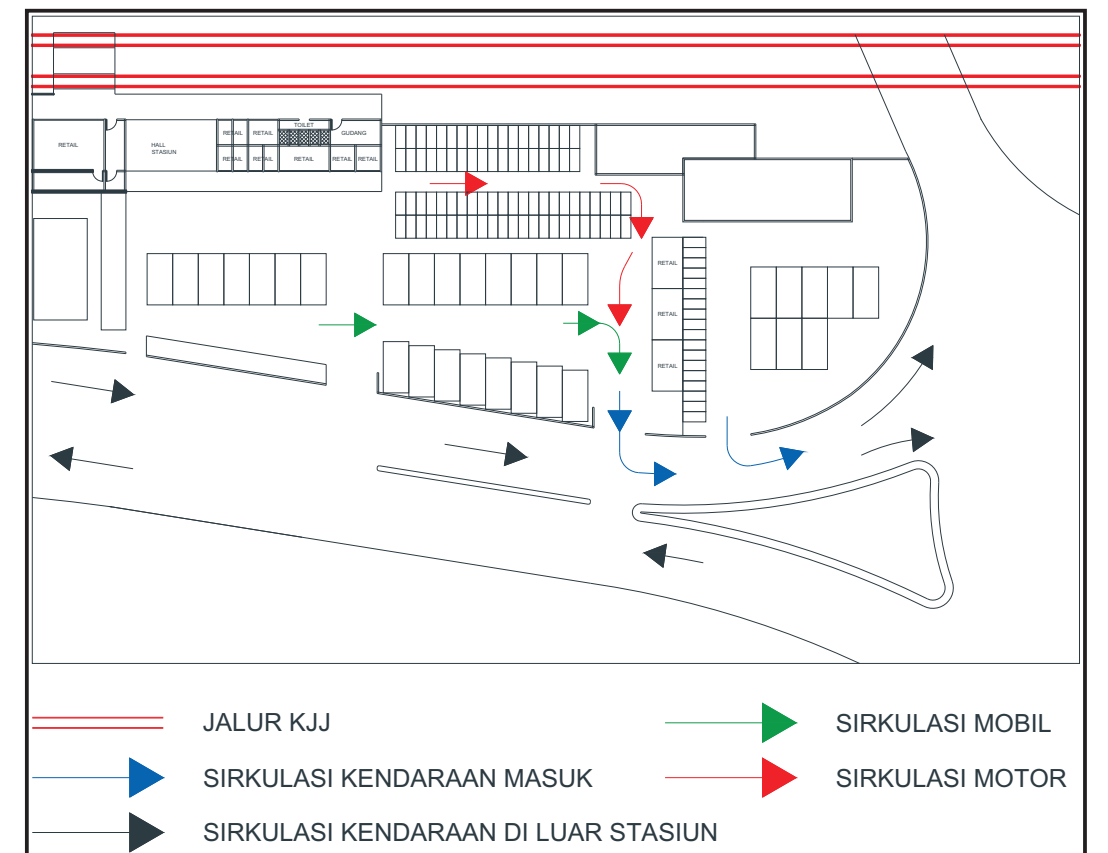 TOILET
RETAIL
RETAIL
GUDANG
RETAIL
HALL
STASIUN
RETAIL
RETAIL
RETAIL
RETAIL
RETAIL
RETAIL
RETAIL
RETAIL
JALUR KJJ
SIRKULASI MOBIL
SIRKULASI KENDARAAN MASUK
SIRKULASI MOTOR
SIRKULASI KENDARAAN DI LUAR STASIUN